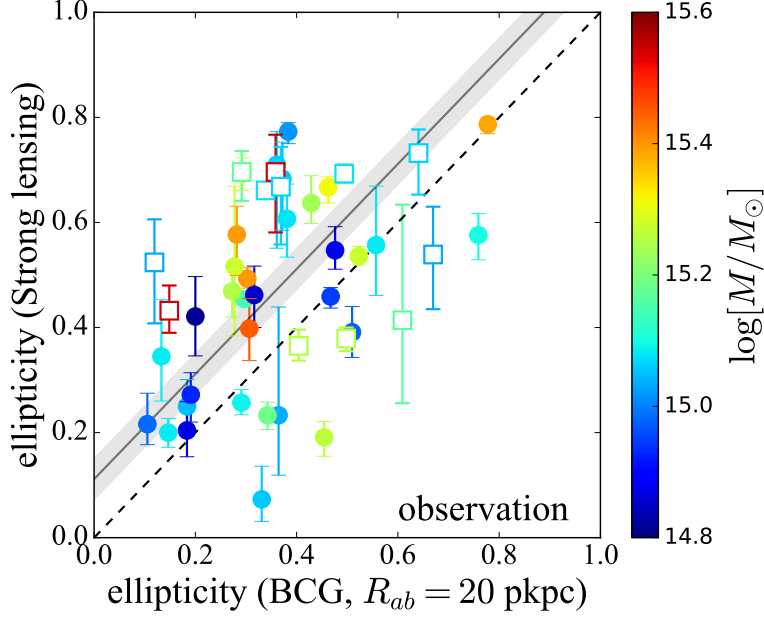 1.0
0.8
0.6
0.4
0.2
0.0
ellipticity (Strong lensing)
observation
0.0 0.2 0.4 0.6 0.8 1.0
ellipticity (BCG, R_{ab} = 20 pkpc)
15.6
15.4
15.2
15.0
14.8
log[M/M_⊙]